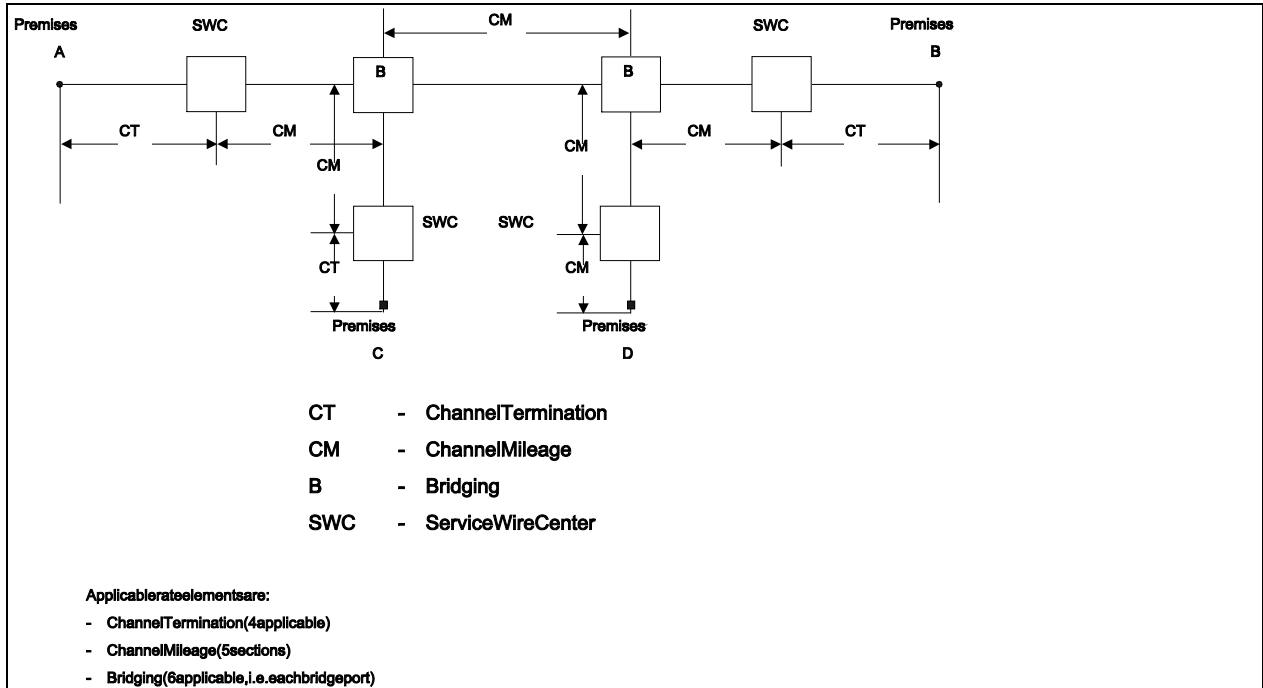 Premises SWC CM SWC Premises
A B
B B
CT CM CM CT
CM CM
SWC SWC
CT CM
Premises Premises
C D
CT - ChannelTermination
CM - ChannelMileage
B - Bridging
SWC - ServiceWireCenter
Applicablerateelementsare:
- ChannelTermination(4applicable)
- ChannelMileage(5sections)
- Bridging(6applicable,i.e.eachbridgeport)